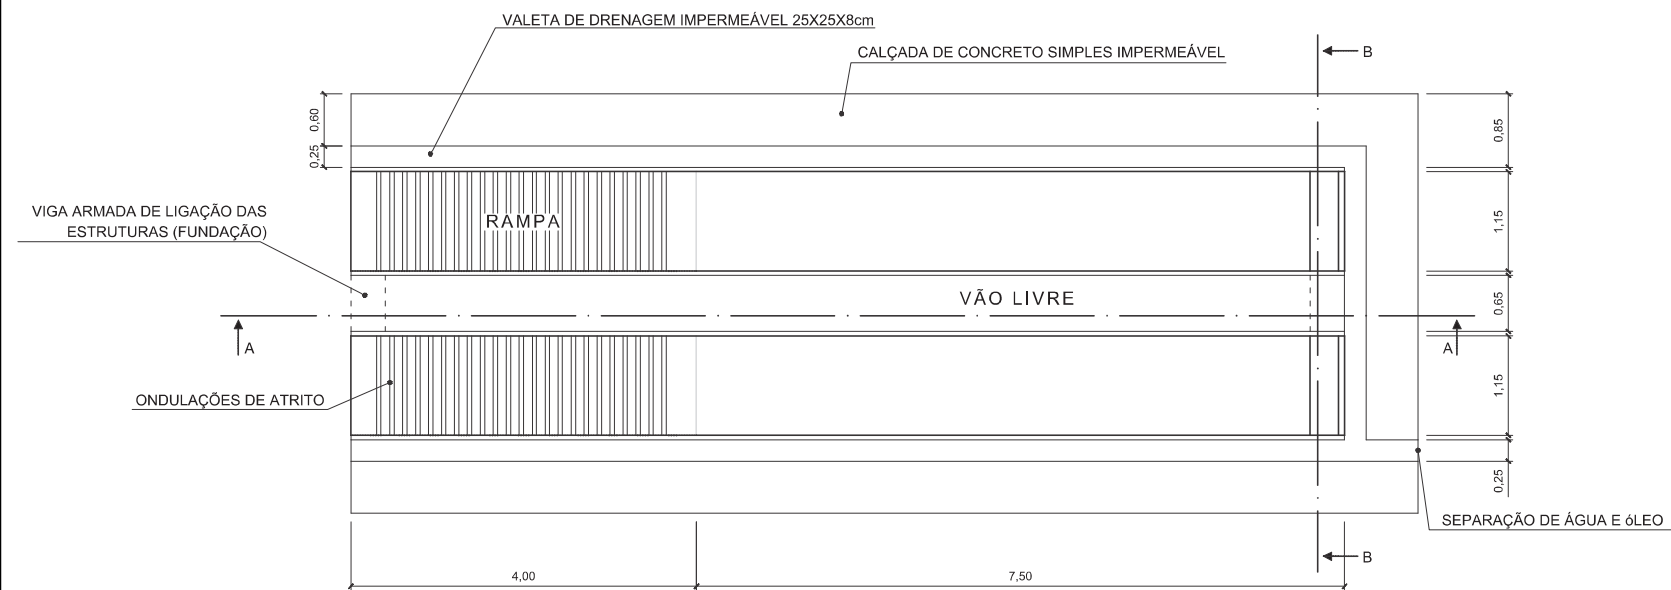 VALETA DE DRENAGEM IMPERMEÁVEL 25X25X8cm
CALÇADA DE CONCRETO SIMPLES IMPERMEÁVEL
B
0,60
0,25
0,85
VIGA ARMADA DE LIGAÇÃO DAS
ESTRUTURAS (FUNDAÇÃO)
RAMPA
1,15
VÃO LIVRE
0,65
A
A
ONDULAÇÕES DE ATRITO
1,15
0,25
SEPARAÇÃO DE ÁGUA E óLEO
B
4,00
7,50